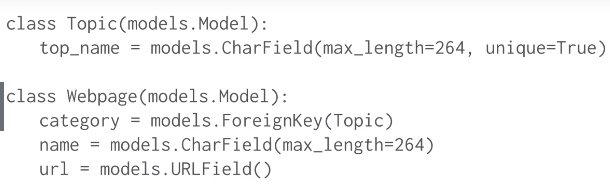 class Topic(models.Model):
    top_name = models.CharField(max_length=264, unique=True)

class Webpage(models.Model):
    category = models.ForeignKey(Topic)
    name = models.CharField(max_length=264)
    url = models.URLField()